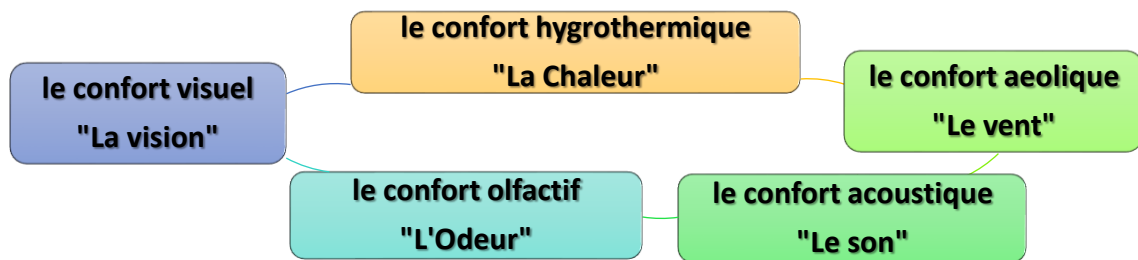 le confort hygrothermique
"La Chaleur"
le confort visuel
"La vision"
le confort aeolique
"Le vent"
le confort olfactif
"L'Odeur"
le confort acoustique
"Le son"